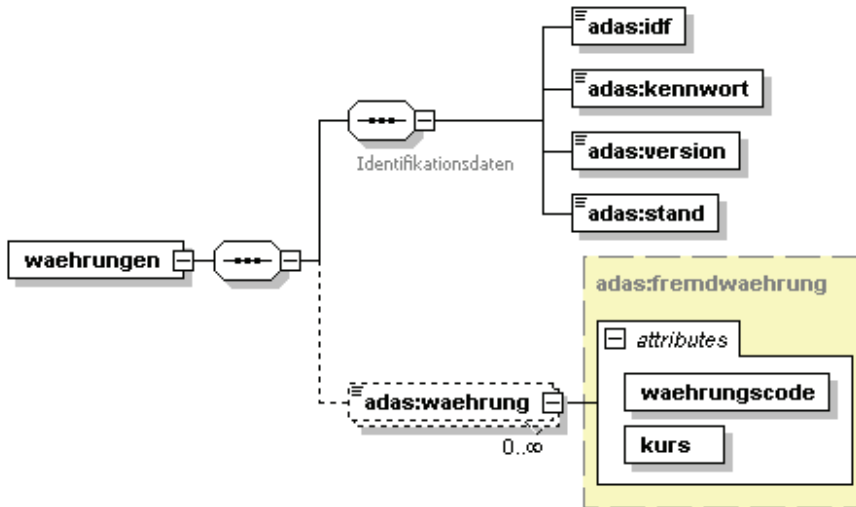 adas:idf
adas:kennwort
Identifikationsdaten
adas:version
adas:stand
waehrungen
adas:fremdwaehrung
attributes
adas:waehrung
waehrungscode
0..∞
kurs